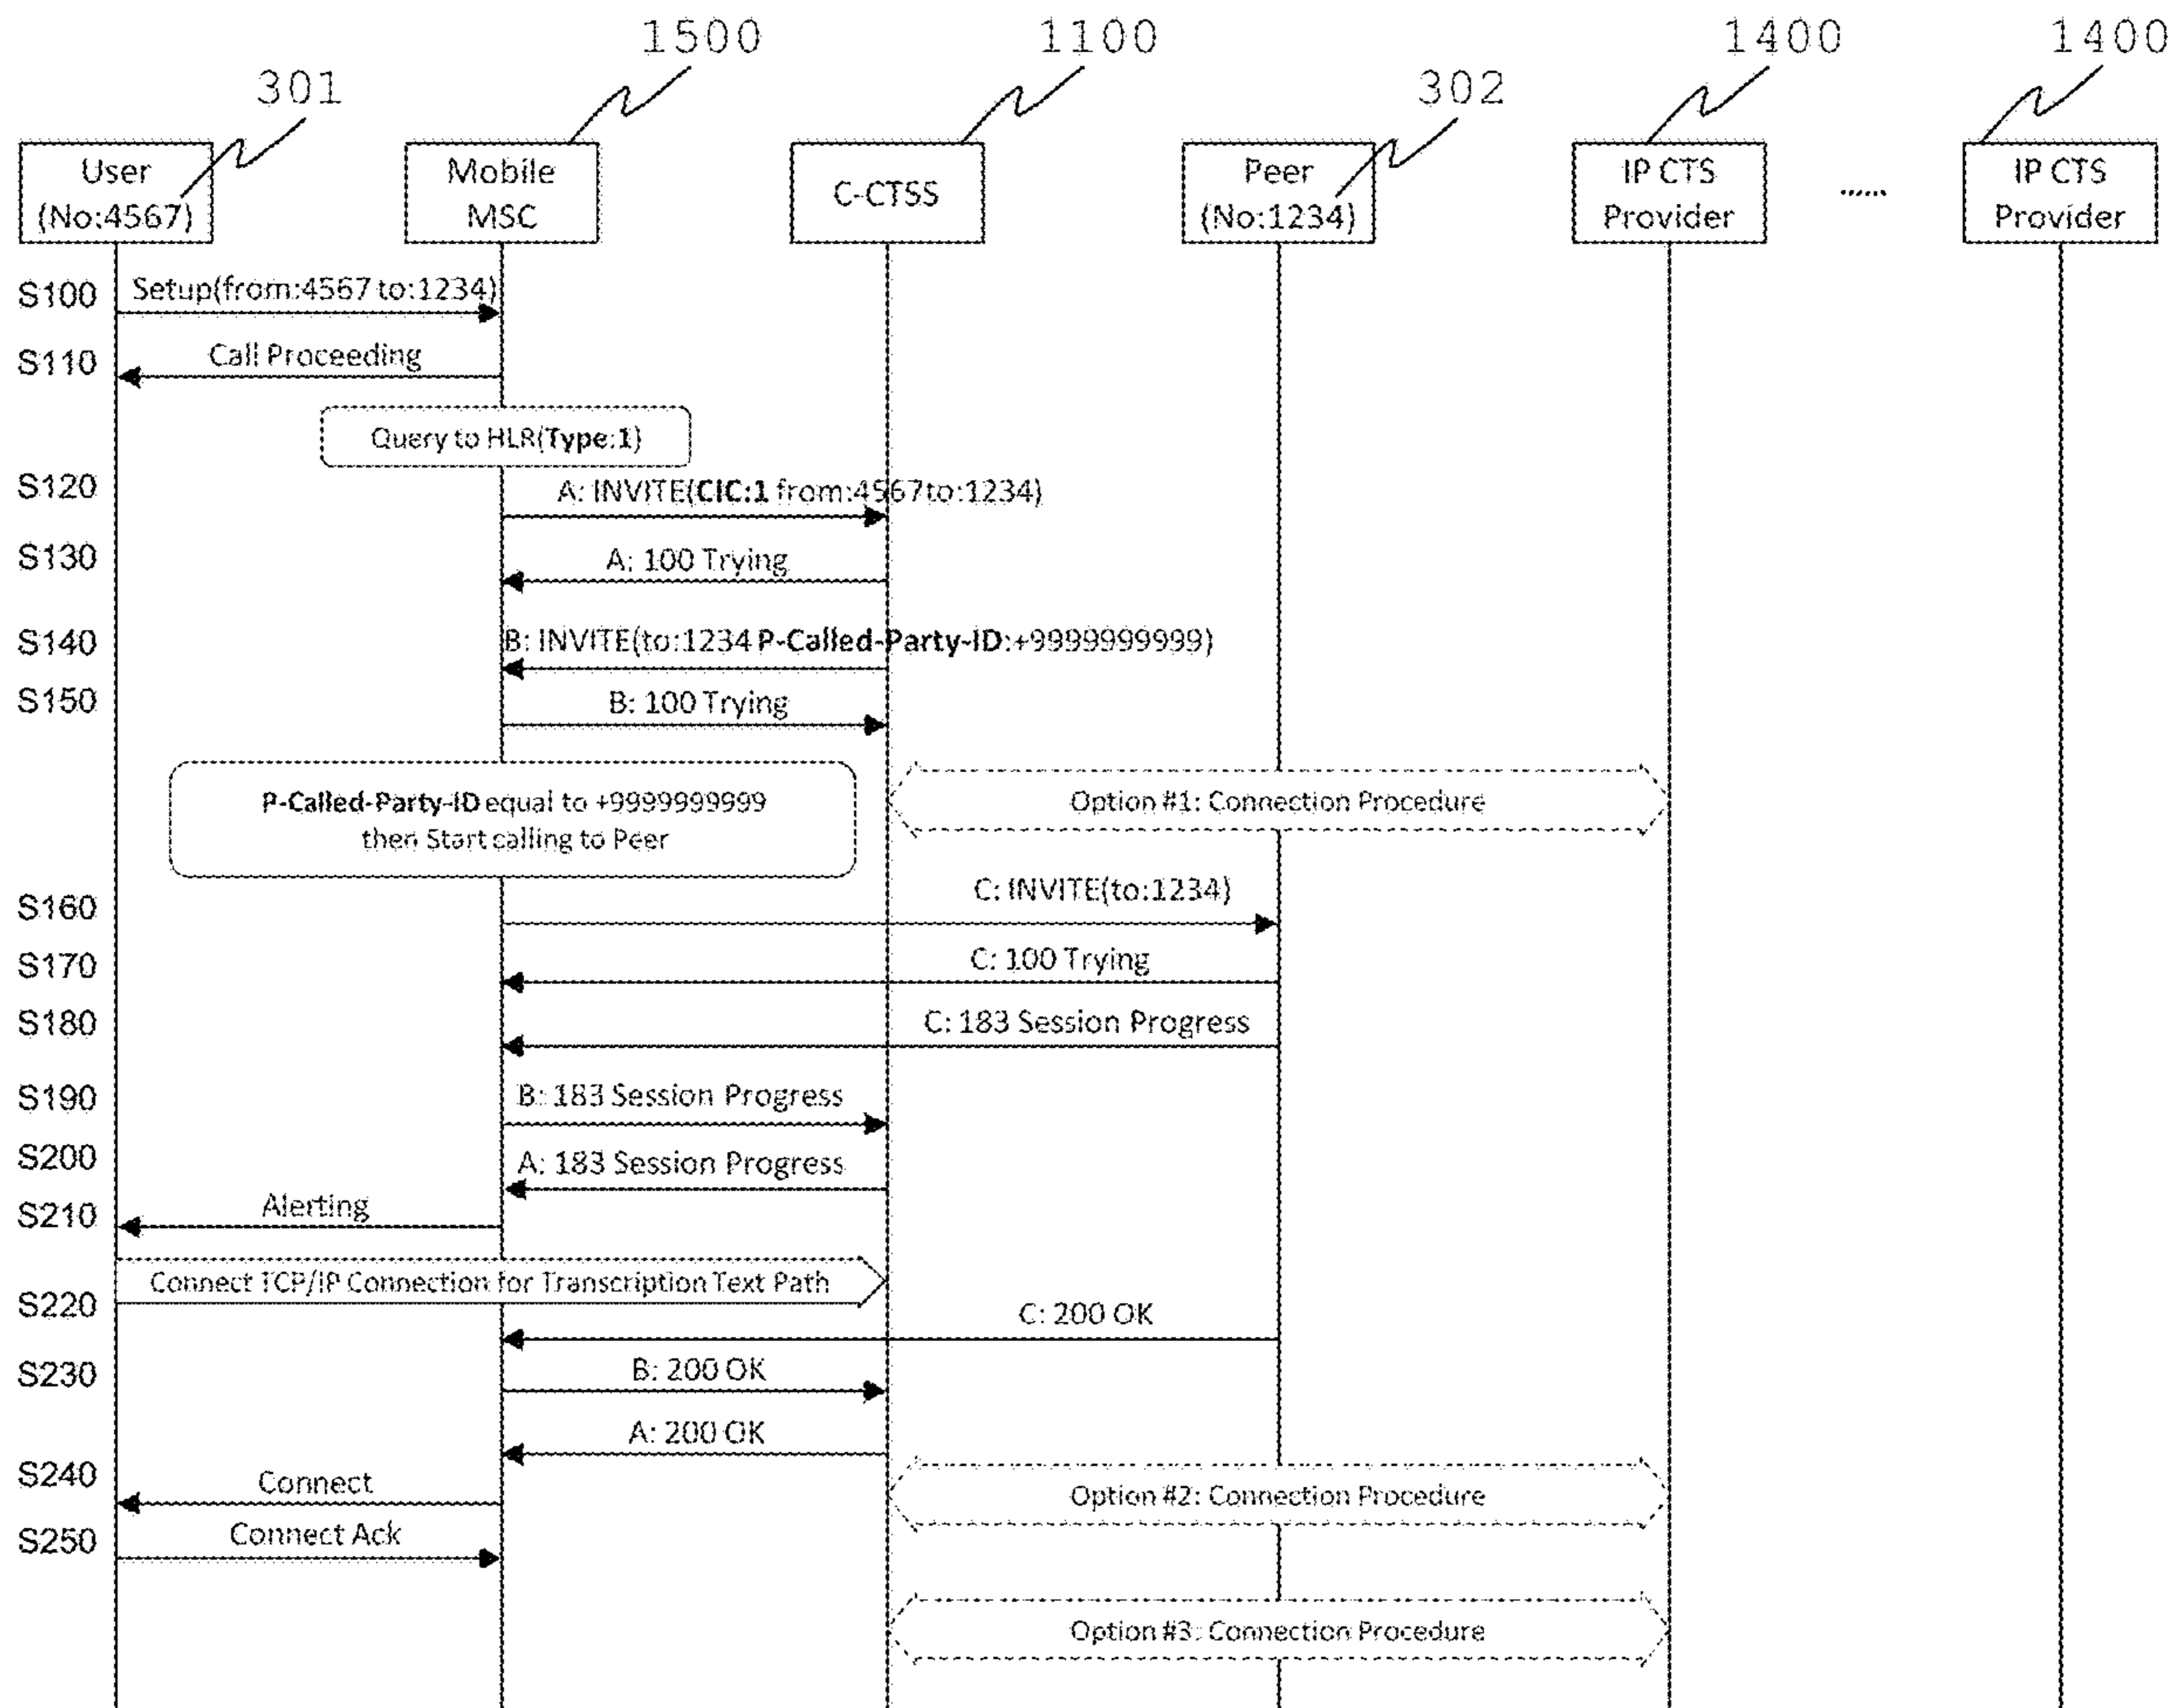 1500
1100
1400
1400
301
302
User
(No:4567)
Mobile
MSC
C-CTSS
Peer
(No:1234)
IP CTS
Provider
......
IP CTS
Provider
S100
Setup(from:4567 to:1234)
S110
Call Proceeding
Query to HLR(Type:1)
S120
A: INVITE(CIC:1 from:4567to:1234)
S130
A: 100 Trying
S140
B: INVITE(to:1234 P-Called-Party-ID:+9999999999)
S150
B: 100 Trying
P-Called-Party-ID equal to +9999999999
then Start calling to Peer
Option #1: Connection Procedure
S160
C: INVITE(to:1234)
S170
C: 100 Trying
S180
C: 183 Session Progress
S190
B: 183 Session Progress
S200
A: 183 Session Progress
S210
Alerting
Connect TCP/IP Connection for Transcription Text Path
S220
C: 200 OK
S230
B: 200 OK
A: 200 OK
S240
Connect
Option #2: Connection Procedure
S250
Connect Ack
Option #3: Connection Procedure